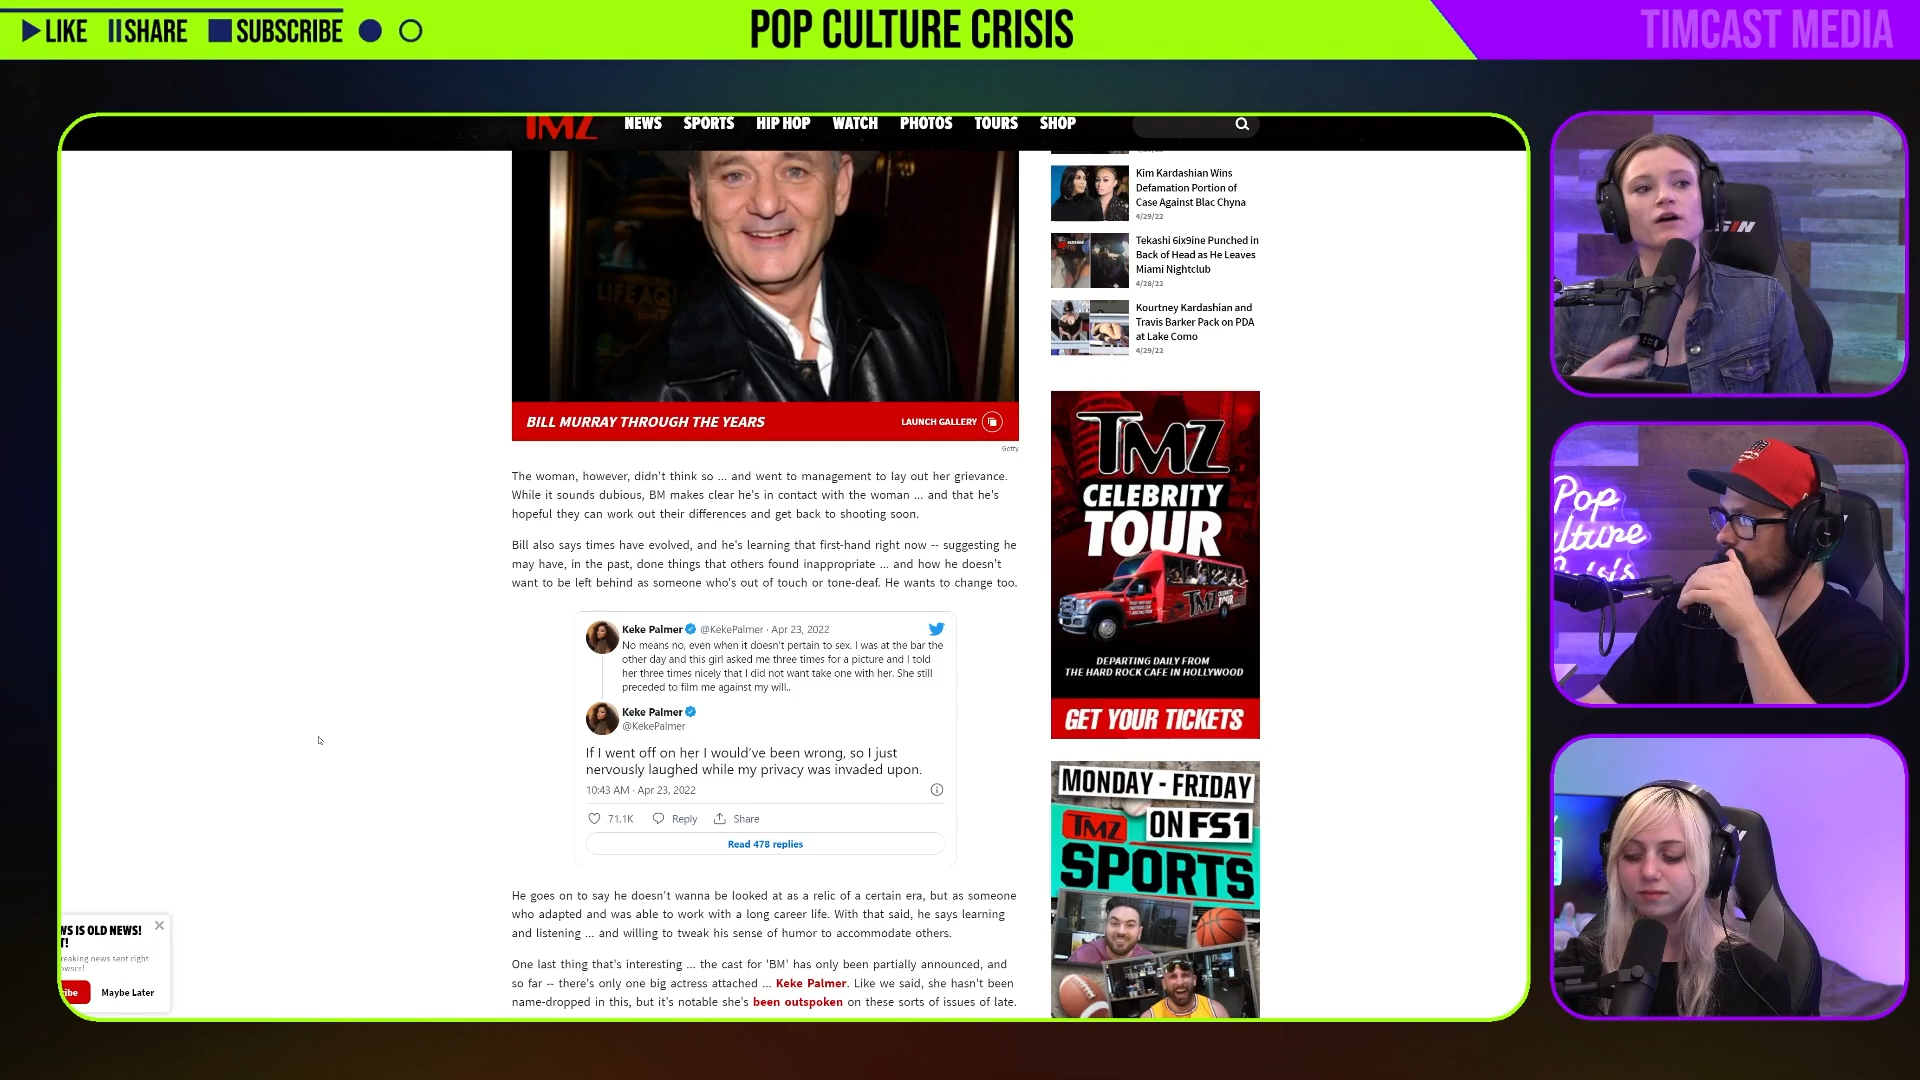 LIKE SHARE SUBSCRIBE
POP CULTURE CRISIS
TIMCAST MEDIA
TMZ
NEWS SPORTS HIP HOP WATCH PHOTOS TOURS SHOP
BILL MURRAY THROUGH THE YEARS
LAUNCH GALLERY
Getty
The woman, however, didn't think so ... and went to management to lay out her grievance.
While it sounds dubious, BM makes clear he's in contact with the woman ... and that he's
hopeful they can work out their differences and get back to shooting soon.
Bill also says times have evolved, and he's learning that first-hand right now -- suggesting he
may have, in the past, done things that others found inappropriate ... and how he doesn't
want to be left behind as someone who's out of touch or tone-deaf. He wants to change too.
Keke Palmer @KekePalmer · Apr 23, 2022
No means no, even when it doesn't pertain to sex. I was at the bar the
other day and this girl asked me three times for a picture and I told
her three times nicely that I did not want take one with her. She still
preceded to film me against my will..
Keke Palmer
@KekePalmer
If I went off on her I would've been wrong, so I just
nervously laughed while my privacy was invaded upon.
10:43 AM · Apr 23, 2022
71.1K Reply Share
Read 478 replies
He goes on to say he doesn't wanna be looked at as a relic of a certain era, but as someone
who adapted and was able to work with a long career life. With that said, he says learning
and listening ... and willing to tweak his sense of humor to accommodate others.
One last thing that's interesting ... the cast for 'BM' has only been partially announced, and
so far -- there's only one big actress attached ... Keke Palmer. Like we said, she hasn't been
name-dropped in this, but it's notable she's been outspoken on these sorts of issues of late.
Kim Kardashian Wins
Defamation Portion of
Case Against Blac Chyna
4/29/22
Tekashi 6ix9ine Punched in
Back of Head as He Leaves
Miami Nightclub
4/28/22
Kourtney Kardashian and
Travis Barker Pack on PDA
at Lake Como
4/29/22
TMZ
CELEBRITY
TOUR
TMZ
DEPARTING DAILY FROM
THE HARD ROCK CAFE IN HOLLYWOOD
GET YOUR TICKETS
MONDAY - FRIDAY
TMZ ON FS1
SPORTS
WS IS OLD NEWS!
T!
reaking news sent right
owser!
ibe
Maybe Later
Pop